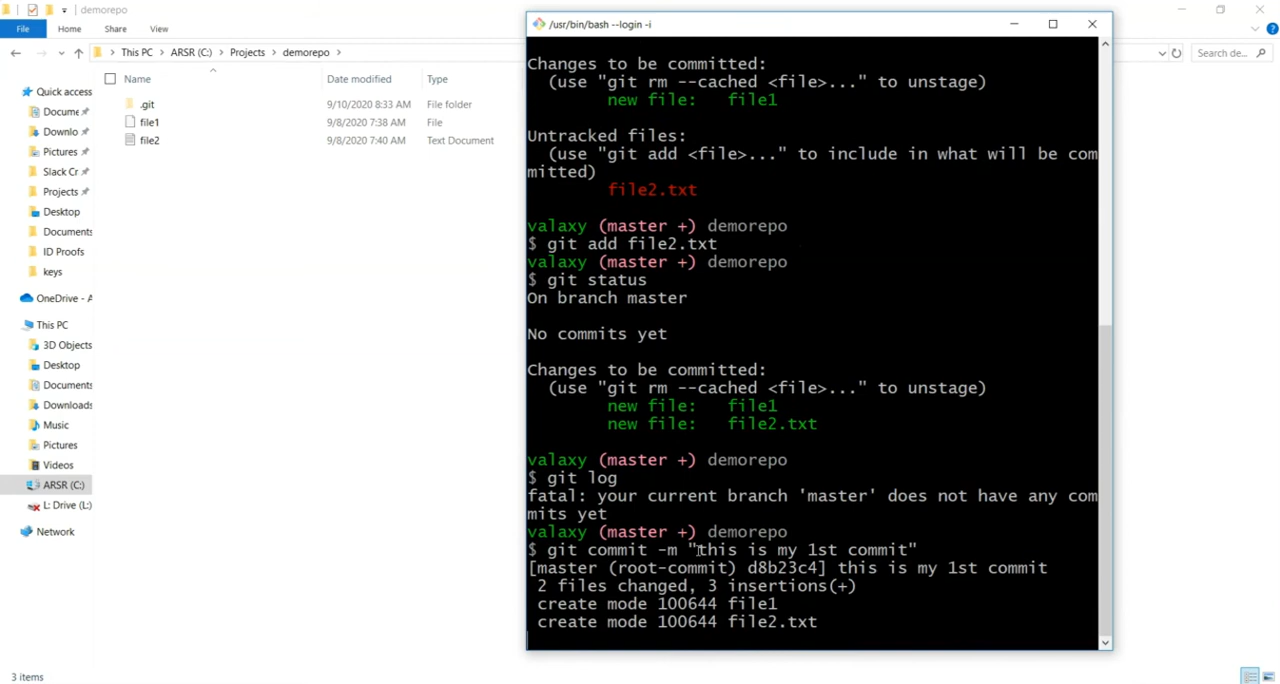 demorepo
File Home Share View
This PC > ARSR (C:) > Projects > demorepo >
Search de...
Name Date modified Type
.git 9/10/2020 8:33 AM File folder
file1 9/8/2020 7:38 AM File
file2 9/8/2020 7:40 AM Text Document
Quick access
Docume
Downlo
Pictures
Slack Cr
Projects
Desktop
Documents
ID Proofs
keys
OneDrive - A
This PC
3D Objects
Desktop
Documents
Downloads
Music
Pictures
Videos
ARSR (C:)
L: Drive (L:)
Network
3 items
/usr/bin/bash --login -i
Changes to be committed:
(use "git rm --cached <file>..." to unstage)
new file: file1
Untracked files:
(use "git add <file>..." to include in what will be com
mitted)
file2.txt
valaxy (master +) demorepo
$ git add file2.txt
valaxy (master +) demorepo
$ git status
On branch master
No commits yet
Changes to be committed:
(use "git rm --cached <file>..." to unstage)
new file: file1
new file: file2.txt
valaxy (master +) demorepo
$ git log
fatal: your current branch 'master' does not have any com
mits yet
valaxy (master +) demorepo
$ git commit -m "this is my 1st commit"
[master (root-commit) d8b23c4] this is my 1st commit
2 files changed, 3 insertions(+)
create mode 100644 file1
create mode 100644 file2.txt